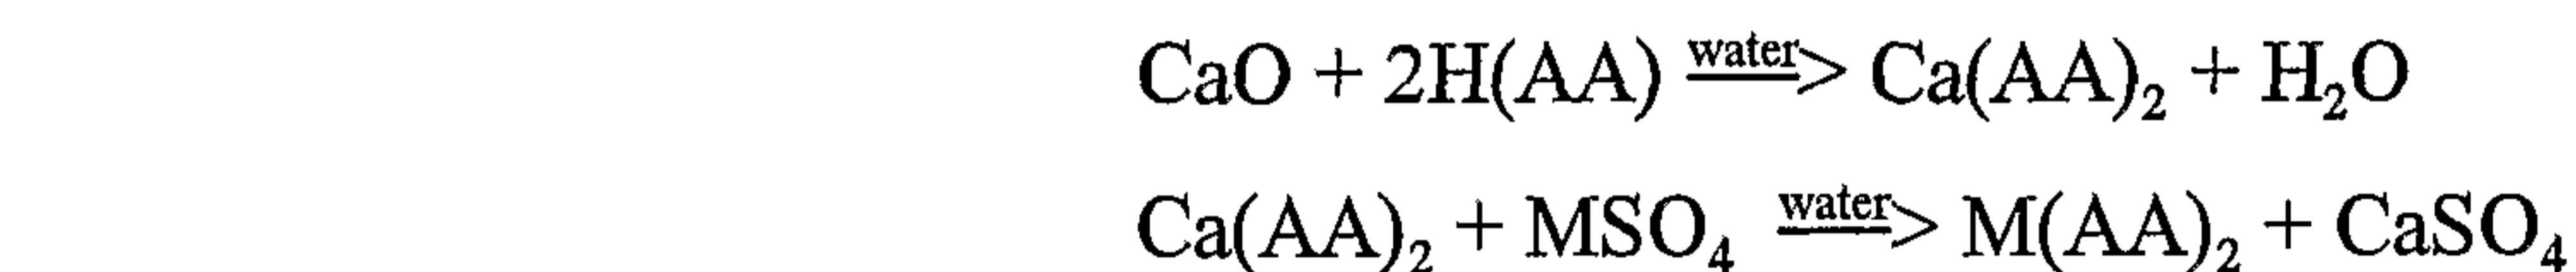 CaO + 2H(AA) water> Ca(AA)₂ + H₂O
Ca(AA)₂ + MSO₄ water> M(AA)₂ + CaSO₄